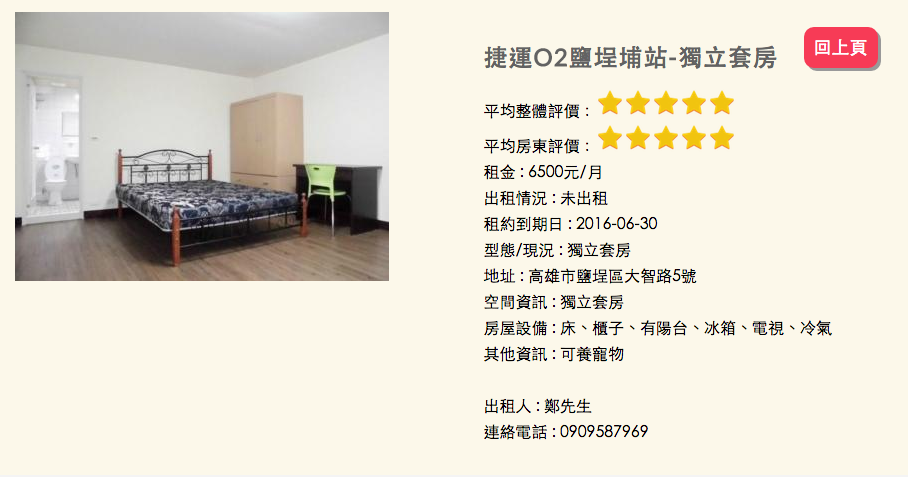 捷運O2鹽埕埔站-獨立套房
回上頁
平均整體評價：
平均房東評價：
租金 : 6500元/月
出租情況 : 未出租
租約到期日 : 2016-06-30
型態/現況 : 獨立套房
地址 : 高雄市鹽埕區大智路5號
空間資訊 : 獨立套房
房屋設備 : 床、櫃子、有陽台、冰箱、電視、冷氣
其他資訊 : 可養寵物
出租人 : 鄭先生
連絡電話 : 0909587969